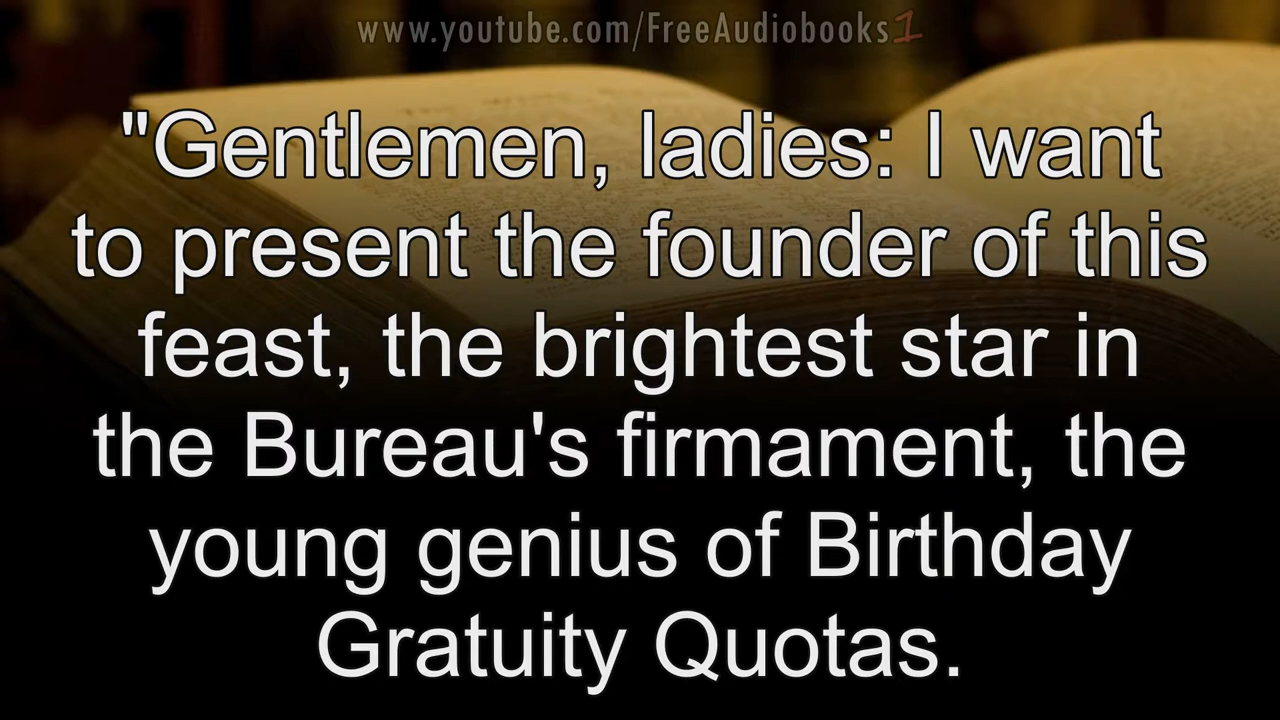 www.youtube.com/FreeAudiobooks1
"Gentlemen, ladies: I want
to present the founder of this
feast, the brightest star in
the Bureau's firmament, the
young genius of Birthday
Gratuity Quotas.